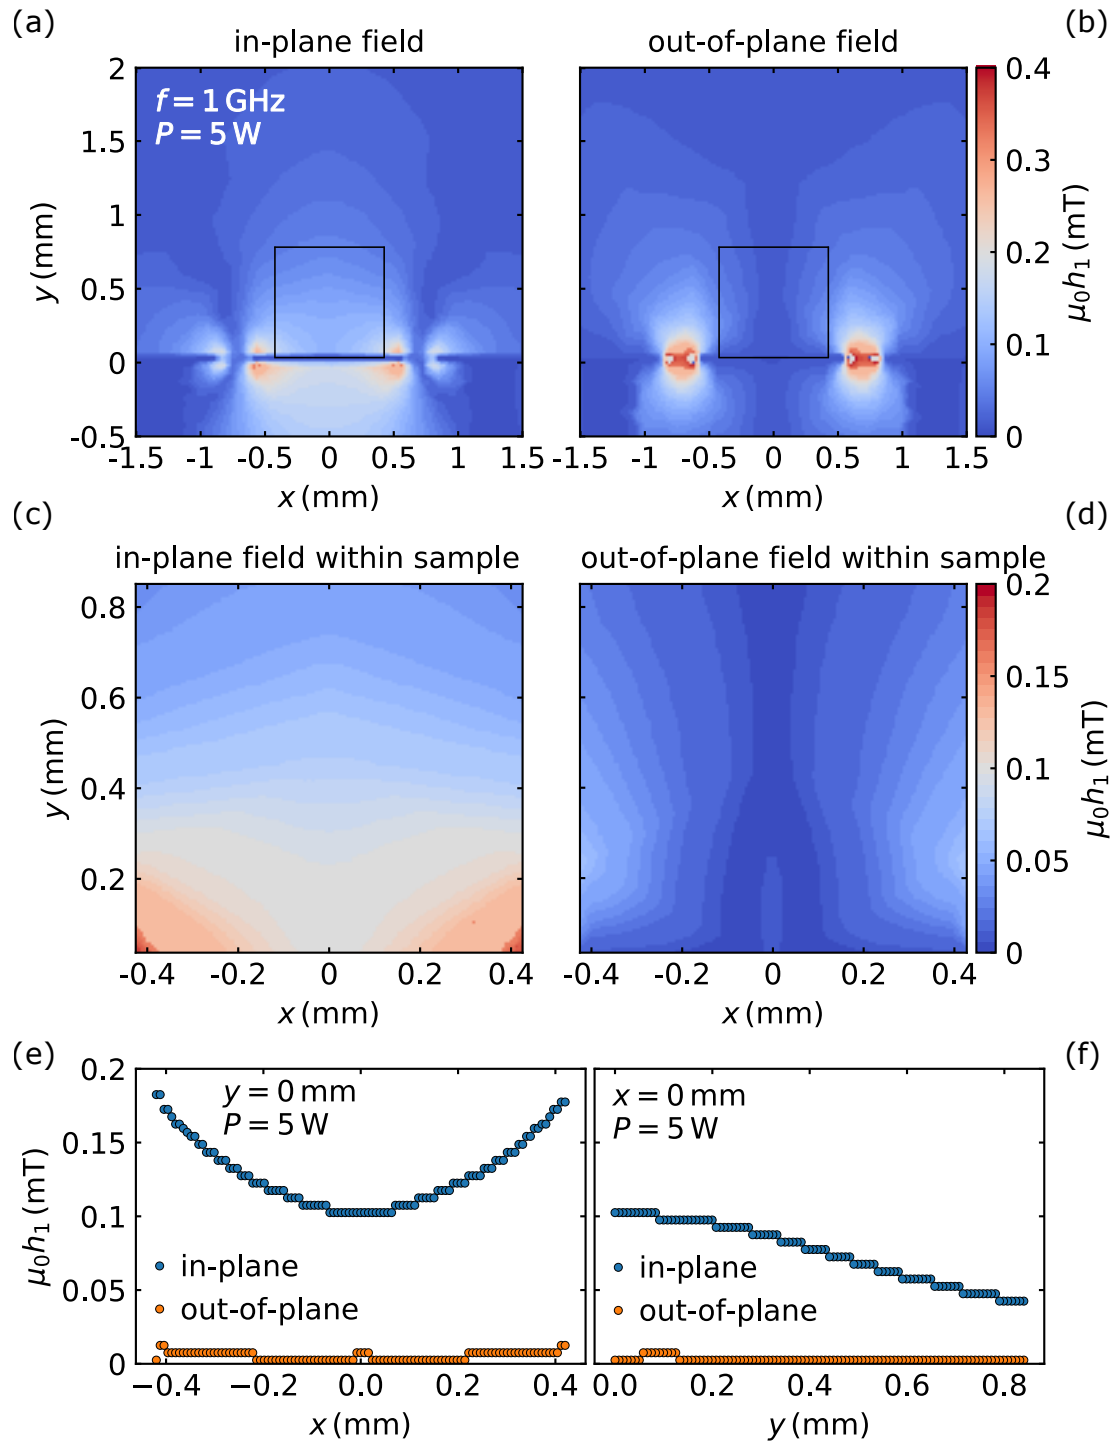 (a)
in-plane field
out-of-plane field
(b)
f = 1 GHz
P = 5 W
2
1.5
1
0.5
0
-0.5
y (mm)
-1.5 -1 -0.5 0 0.5 1 1.5
x (mm)
-1 -0.5 0 0.5 1 1.5
x (mm)
0.4
0.3
0.2
0.1
0
μ₀h₁ (mT)
(c)
(d)
in-plane field within sample
out-of-plane field within sample
0.8
0.6
0.4
0.2
y (mm)
-0.4 -0.2 0 0.2 0.4
x (mm)
-0.4 -0.2 0 0.2 0.4
x (mm)
0.2
0.15
0.1
0.05
0
μ₀h₁ (mT)
(e)
(f)
0.2
0.15
0.1
0.05
0
μ₀h₁ (mT)
y = 0 mm
P = 5 W
in-plane
out-of-plane
−0.4 −0.2 0.0 0.2 0.4
x (mm)
x = 0 mm
P = 5 W
in-plane
out-of-plane
0.0 0.2 0.4 0.6 0.8
y (mm)